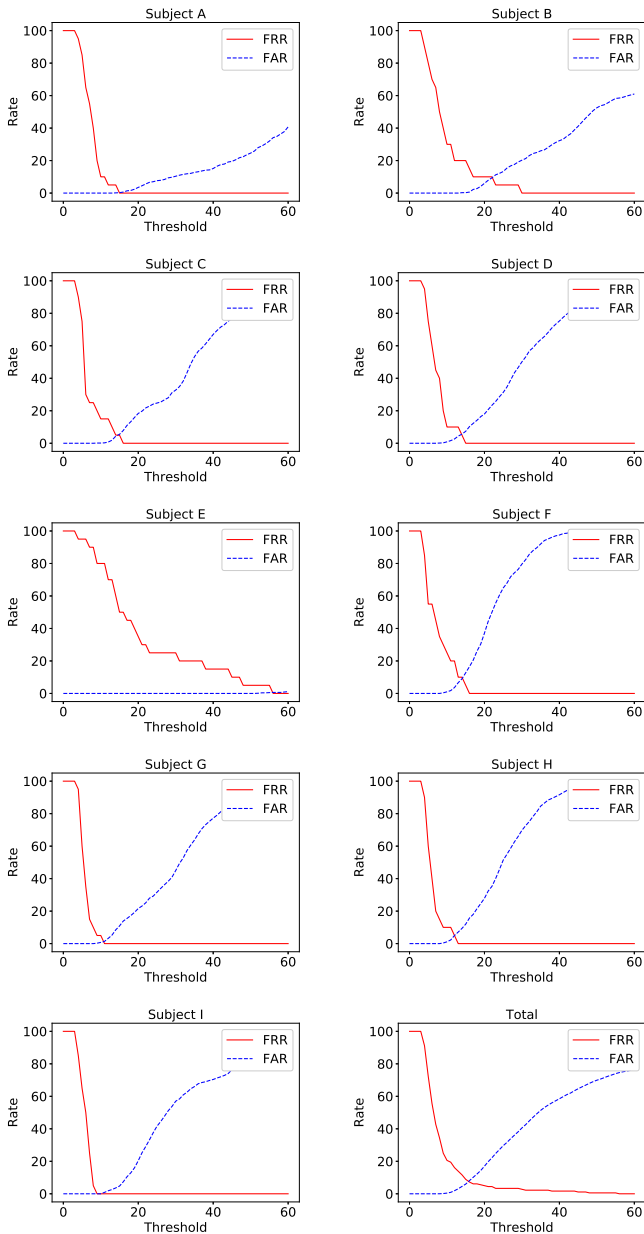 Subject A
100
80
60
40
20
0
Rate
FRR
FAR
0 20 40 60
Threshold
Subject B
100
80
60
40
20
0
Rate
FRR
FAR
0 20 40 60
Threshold
Subject C
100
80
60
40
20
0
Rate
FRR
FAR
0 20 40 60
Threshold
Subject D
100
80
60
40
20
0
Rate
FRR
FAR
0 20 40 60
Threshold
Subject E
100
80
60
40
20
0
Rate
FRR
FAR
0 20 40 60
Threshold
Subject F
100
80
60
40
20
0
Rate
FRR
FAR
0 20 40 60
Threshold
Subject G
100
80
60
40
20
0
Rate
FRR
FAR
0 20 40 60
Threshold
Subject H
100
80
60
40
20
0
Rate
FRR
FAR
0 20 40 60
Threshold
Subject I
100
80
60
40
20
0
Rate
FRR
FAR
0 20 40 60
Threshold
Total
100
80
60
40
20
0
Rate
FRR
FAR
0 20 40 60
Threshold